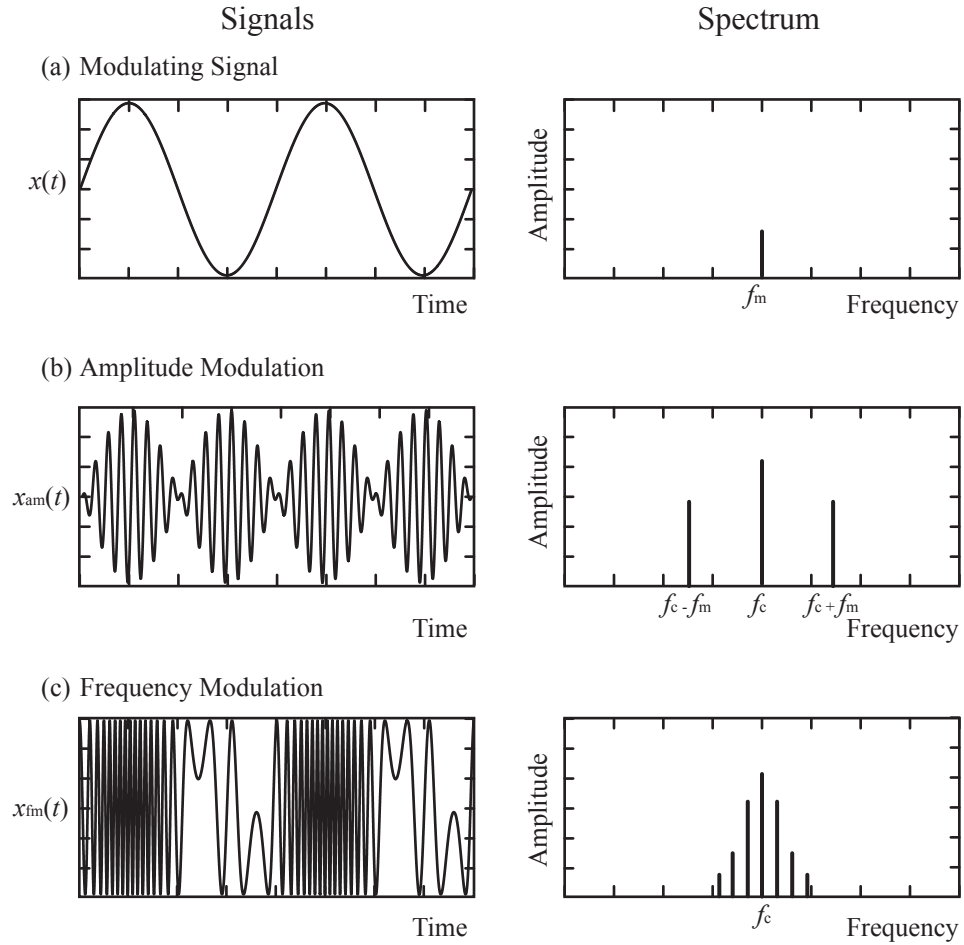 Signals Spectrum
(a) Modulating Signal
x(t)
Amplitude
fm
Time Frequency
(b) Amplitude Modulation
xam(t)
Amplitude
fc - fm fc fc + fm
Time Frequency
(c) Frequency Modulation
xfm(t)
Amplitude
fc
Time Frequency